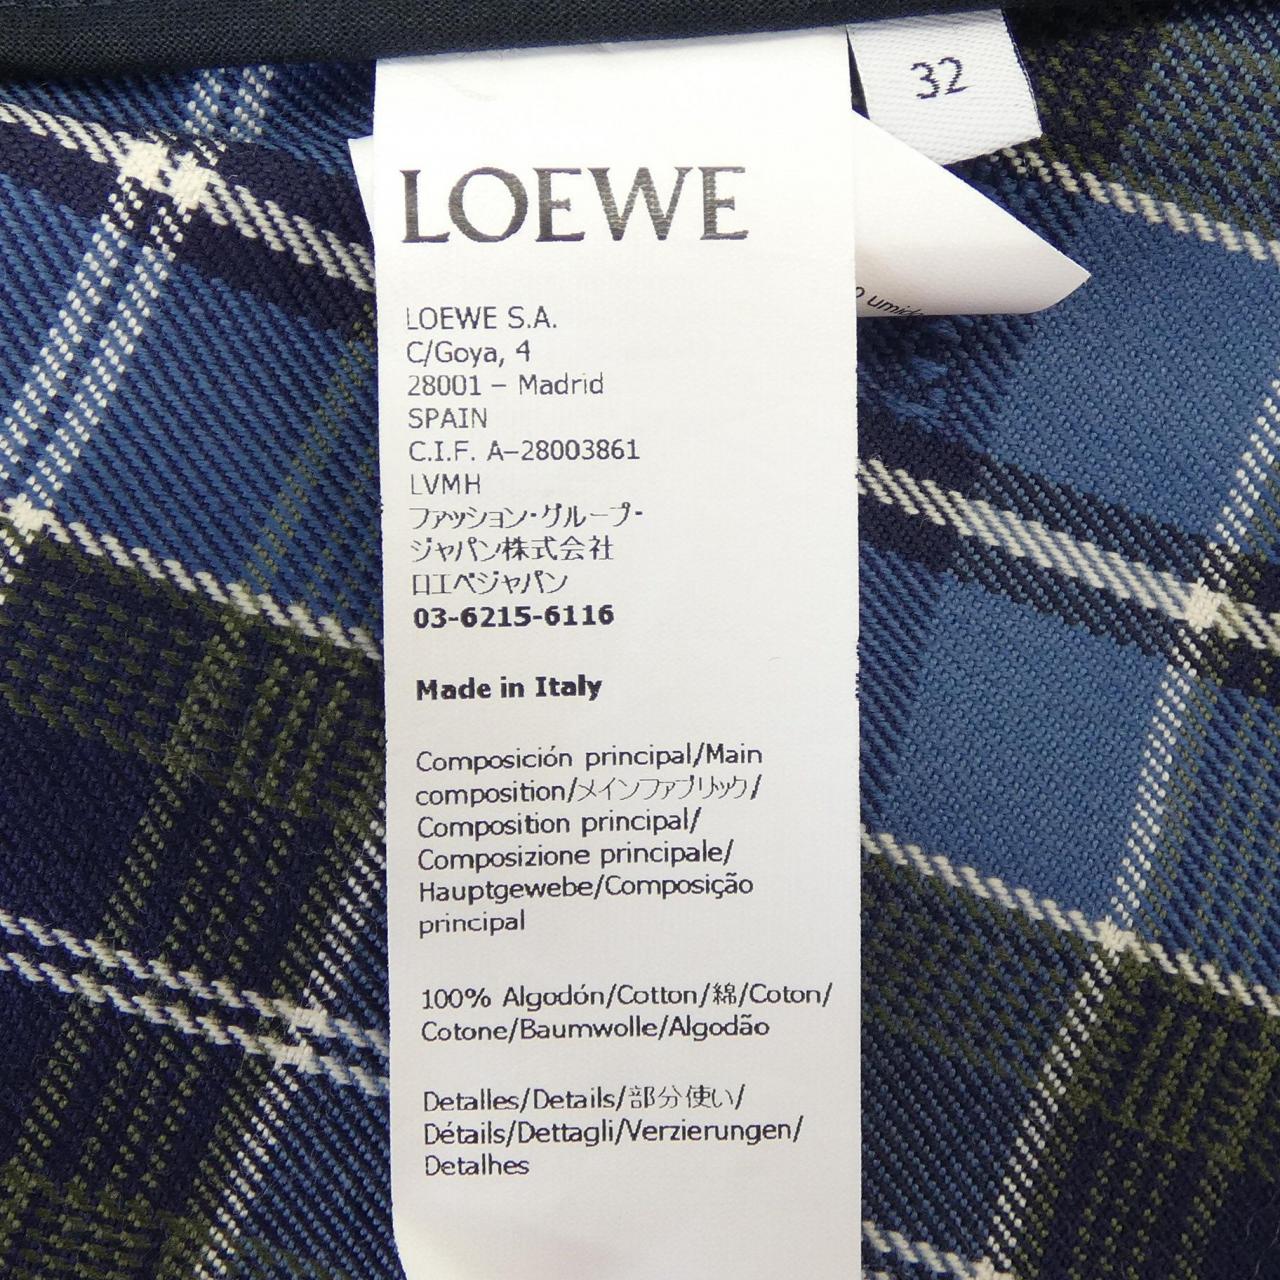 32
LOEWE
LOEWE S.A.
C/Goya, 4
28001 – Madrid
SPAIN
C.I.F. A–28003861
LVMH
ファッション・グループ・
ジャパン株式会社
ロエベジャパン
03-6215-6116
Made in Italy
Composición principal/Main
composition/メインファブリック/
Composition principal/
Composizione principale/
Hauptgewebe/Composição
principal
100% Algodón/Cotton/綿/Coton/
Cotone/Baumwolle/Algodão
Detalles/Details/部分使い/
Détails/Dettagli/Verzierungen/
Detalhes